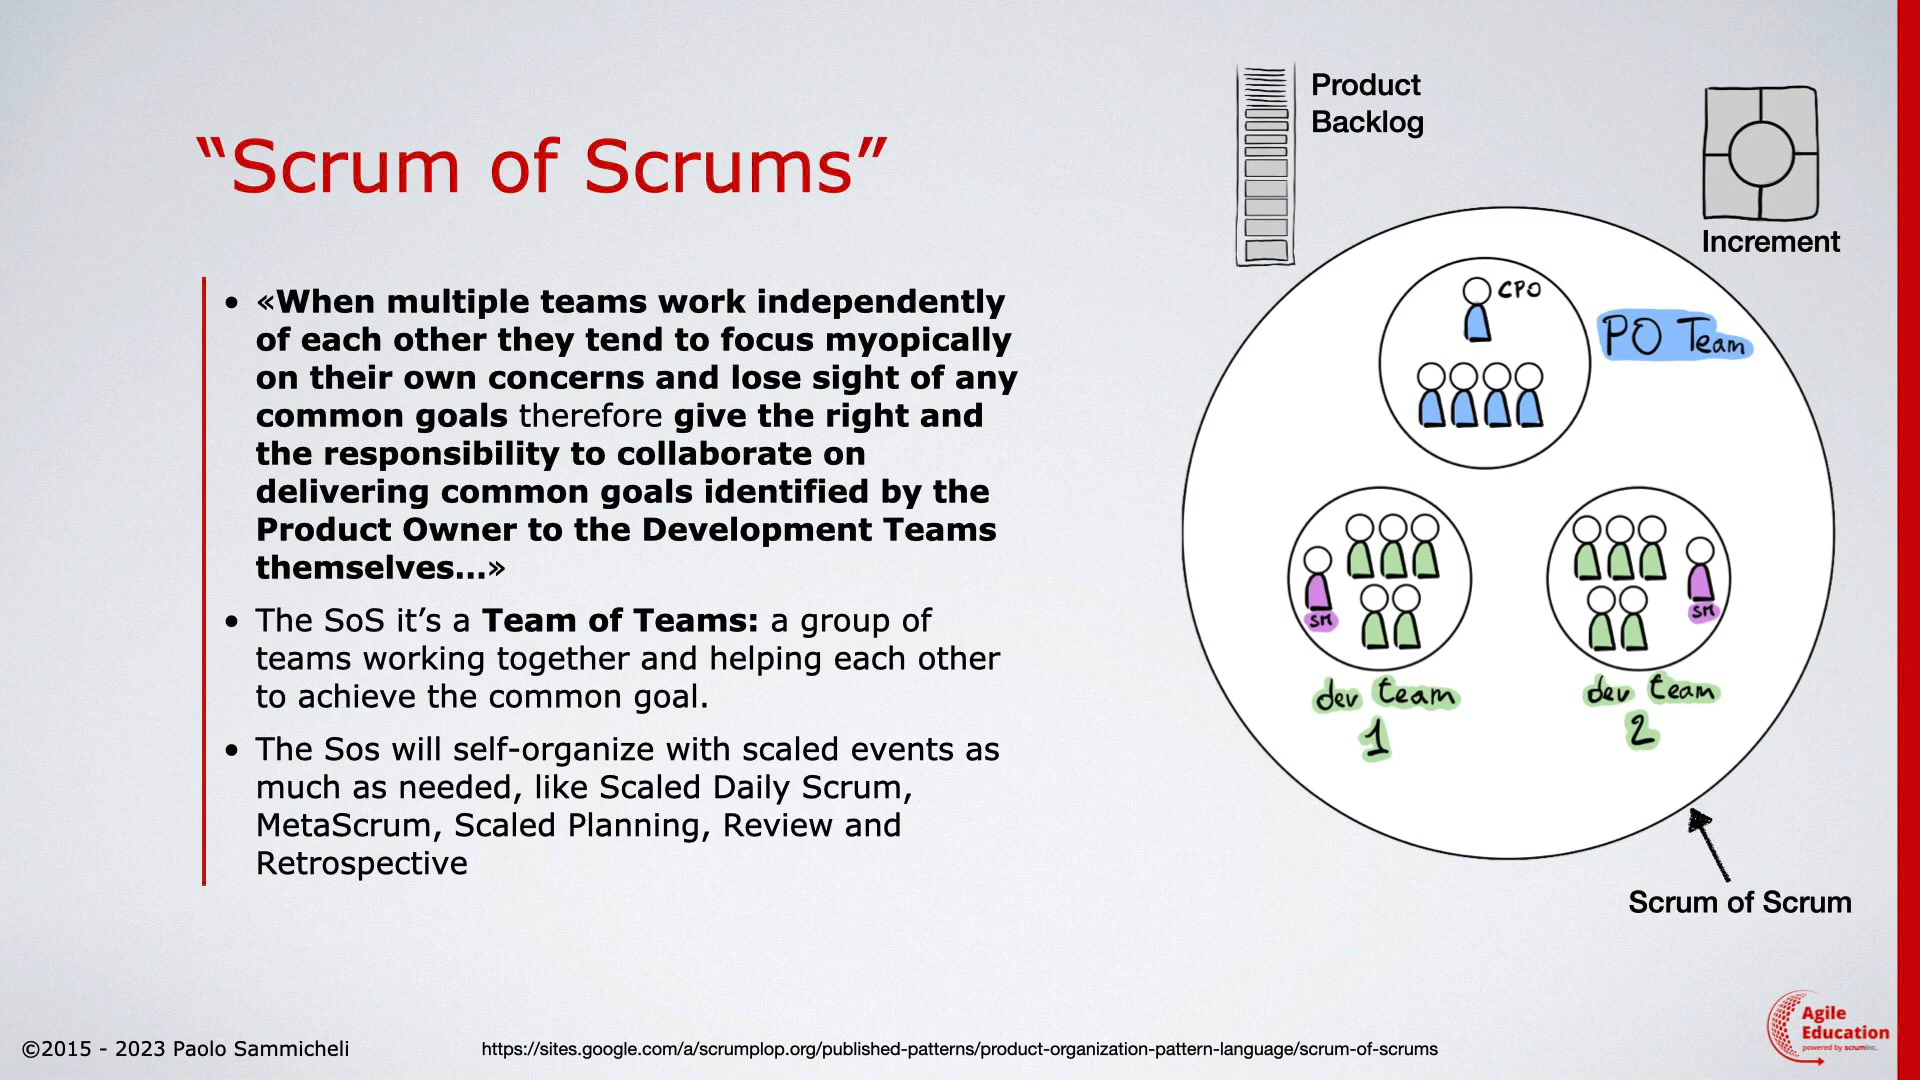 “Scrum of Scrums”
• «When multiple teams work independently
of each other they tend to focus myopically
on their own concerns and lose sight of any
common goals therefore give the right and
the responsibility to collaborate on
delivering common goals identified by the
Product Owner to the Development Teams
themselves...»
• The SoS it’s a Team of Teams: a group of
teams working together and helping each other
to achieve the common goal.
• The Sos will self-organize with scaled events as
much as needed, like Scaled Daily Scrum,
MetaScrum, Scaled Planning, Review and
Retrospective
Product
Backlog
Increment
CPO
PO Team
SM
SM
dev team
1
dev team
2
Scrum of Scrum
©2015 - 2023 Paolo Sammicheli
https://sites.google.com/a/scrumplop.org/published-patterns/product-organization-pattern-language/scrum-of-scrums
Agile
Education
powered by scruminc.